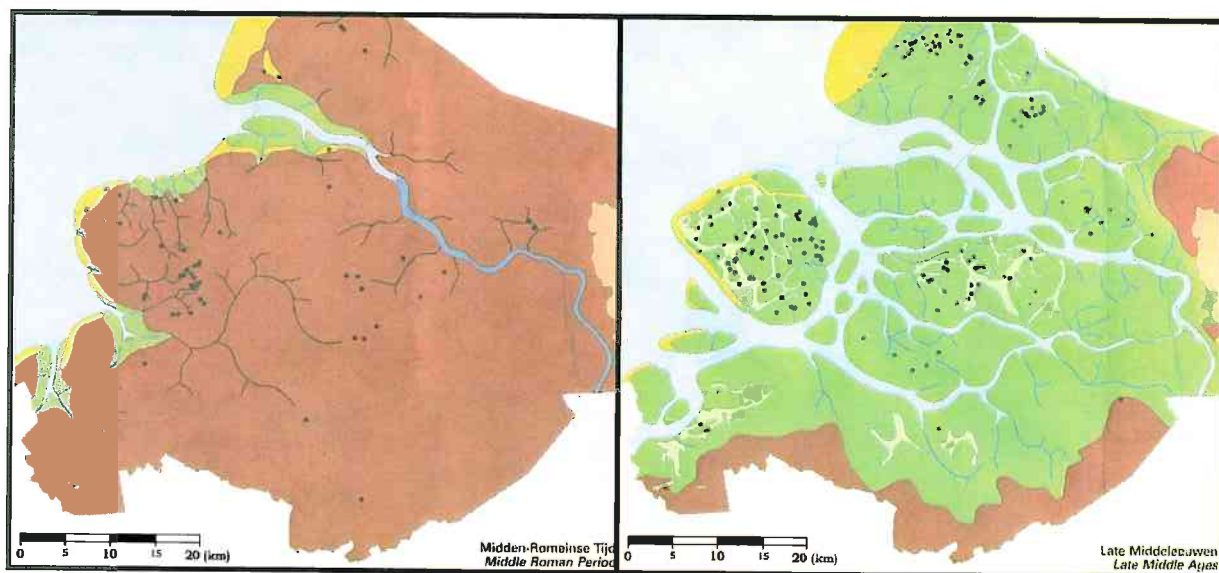 0 5 10 15 20 (km)
Midden-Romeinse Tijd
Middle Roman Period
0 5 10 15 20 (km)
Late Middeleeuwen
Late Middle Ages